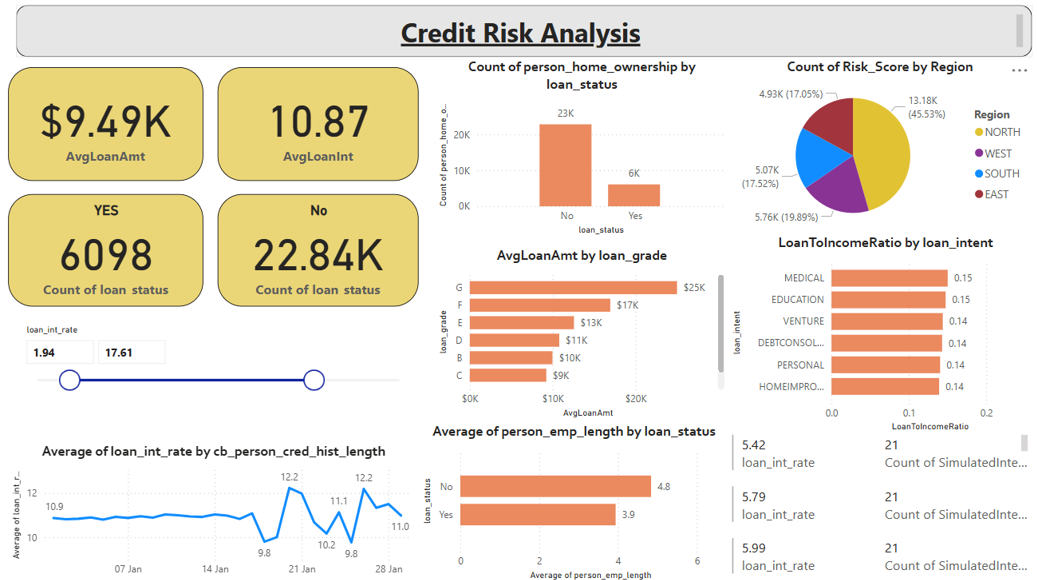 Credit Risk Analysis
$9.49K
AvgLoanAmt
10.87
AvgLoanInt
YES
6098
Count of loan status
No
22.84K
Count of loan status
loan_int_rate
1.94
17.61
Average of loan_int_rate by cb_person_cred_hist_length
Average of loan_int_r...
12
10
10.9
9.8
12.2
10.2
11.1
9.8
12.2
11.0
07 Jan
14 Jan
21 Jan
28 Jan
Count of person_home_ownership by
loan_status
Count of person_home_o...
20K
10K
0K
23K
6K
No
Yes
loan_status
AvgLoanAmt by loan_grade
loan_grade
G
$25K
F
$17K
E
$13K
D
$11K
B
$10K
C
$9K
$0K
$10K
$20K
AvgLoanAmt
Average of person_emp_length by loan_status
loan_status
No
4.8
Yes
3.9
0
2
4
6
Average of person_emp_length
Count of Risk_Score by Region
4.93K (17.05%)
13.18K
(45.53%)
5.07K
(17.52%)
5.76K (19.89%)
Region
NORTH
WEST
SOUTH
EAST
LoanToIncomeRatio by loan_intent
loan_intent
MEDICAL
0.15
EDUCATION
0.15
VENTURE
0.14
DEBTCONSOL...
0.14
PERSONAL
0.14
HOMEIMPRO...
0.14
0.0
0.1
0.2
LoanToIncomeRatio
5.42
21
loan_int_rate
Count of SimulatedInte...
5.79
21
loan_int_rate
Count of SimulatedInte...
5.99
21
loan_int_rate
Count of SimulatedInte...